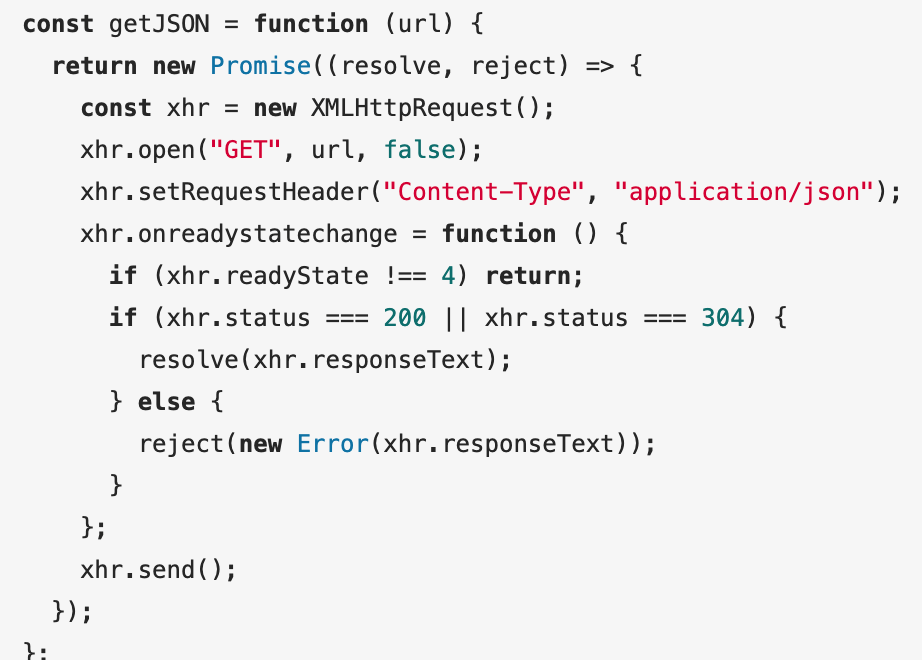 const getJSON = function (url) {
  return new Promise((resolve, reject) => {
    const xhr = new XMLHttpRequest();
    xhr.open("GET", url, false);
    xhr.setRequestHeader("Content-Type", "application/json");
    xhr.onreadystatechange = function () {
      if (xhr.readyState !== 4) return;
      if (xhr.status === 200 || xhr.status === 304) {
        resolve(xhr.responseText);
      } else {
        reject(new Error(xhr.responseText));
      }
    };
    xhr.send();
  });
};